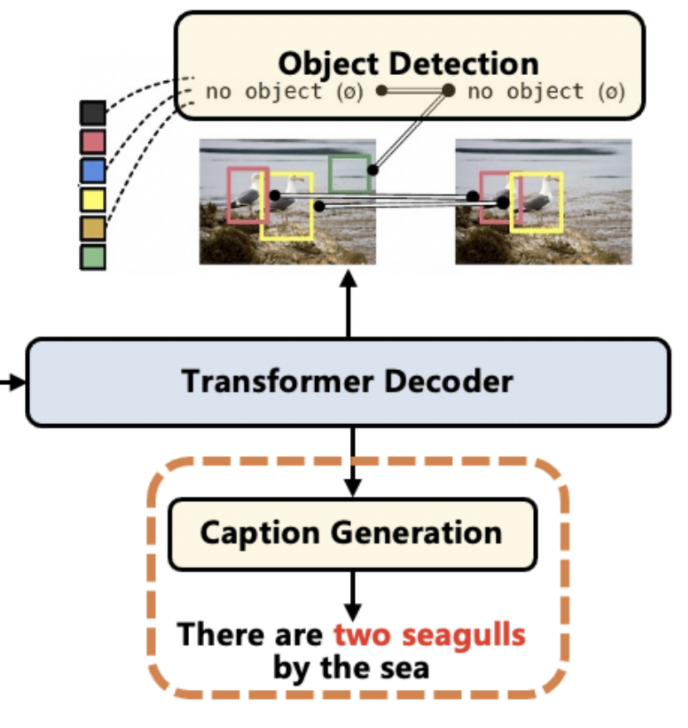 Object Detection
no object (ø) no object (ø)
Transformer Decoder
Caption Generation
There are two seagulls
by the sea